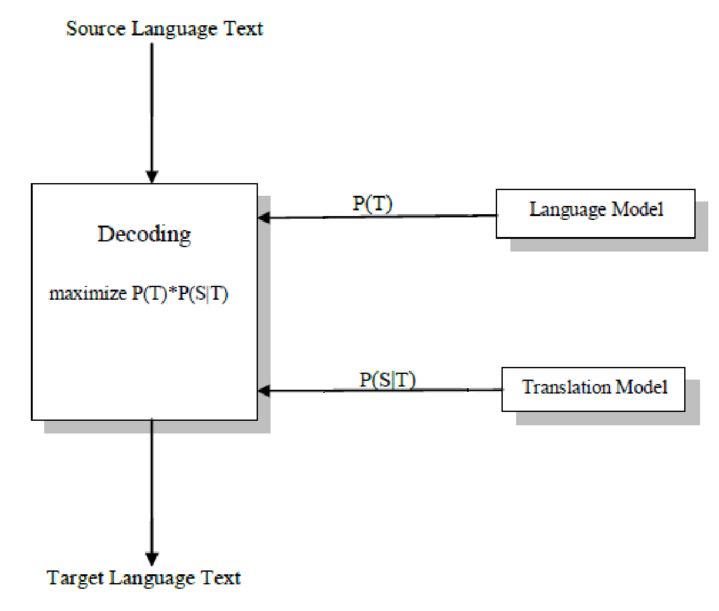 Source Language Text
P(T)
Language Model
Decoding
maximize P(T)*P(S|T)
P(S|T)
Translation Model
Target Language Text